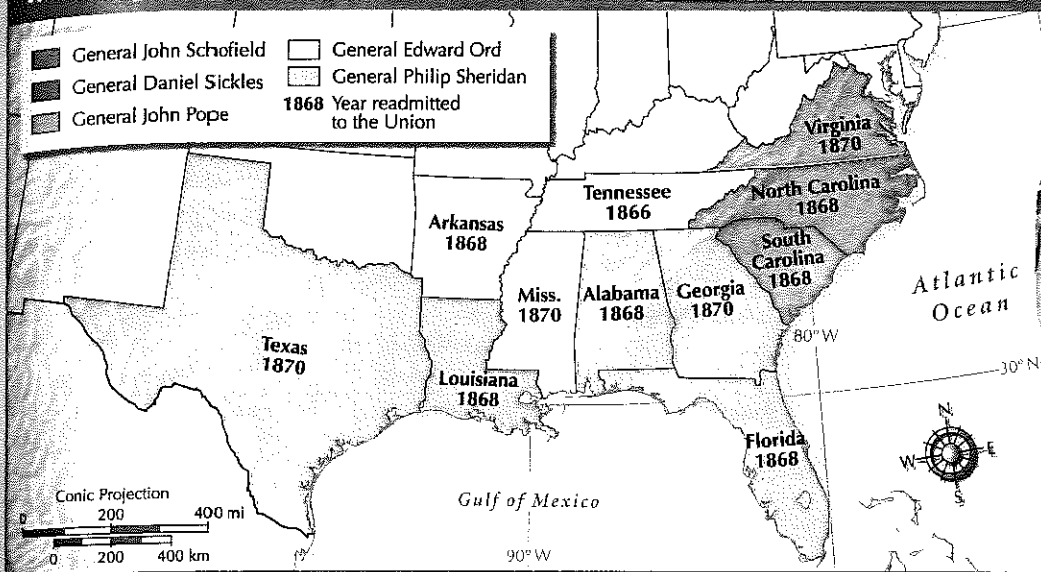 General John Schofield
General Daniel Sickles
General John Pope
General Edward Ord
General Philip Sheridan
1868 Year readmitted
to the Union
Virginia
1870
Tennessee
1866
North Carolina
1868
Arkansas
1868
South
Carolina
1868
Miss.
1870
Alabama
1868
Georgia
1870
Atlantic
Ocean
80°W
30°N
Texas
1870
Louisiana
1868
Florida
1868
N
W
E
S
Conic Projection
0 200 400 mi
0 200 400 km
Gulf of Mexico
90°W